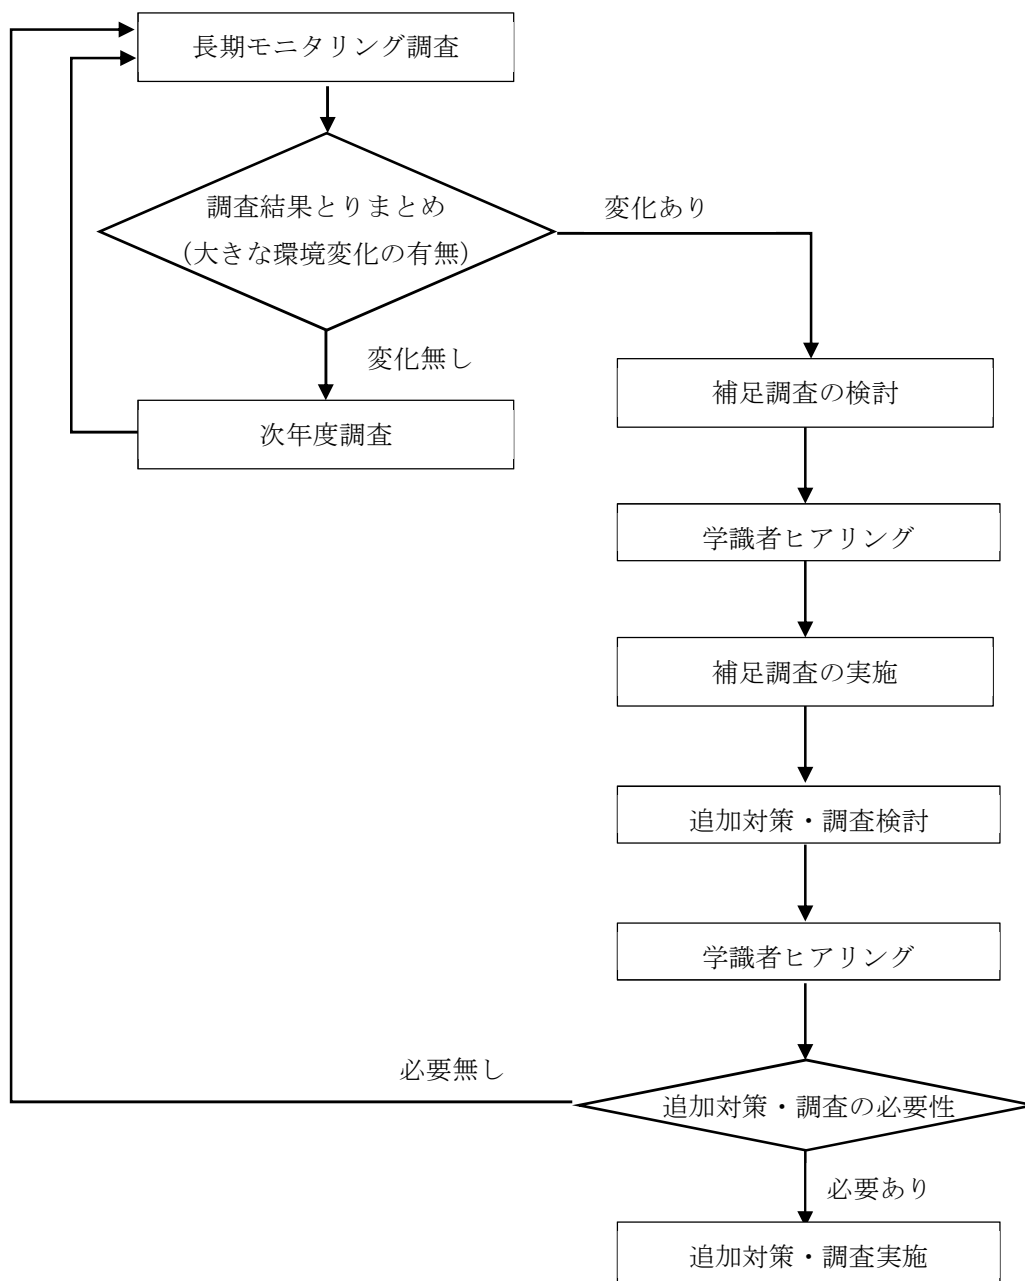 長期モニタリング調査
調査結果とりまとめ
(大きな環境変化の有無)
変化あり
変化無し
次年度調査
補足調査の検討
学識者ヒアリング
補足調査の実施
追加対策・調査検討
学識者ヒアリング
必要無し
追加対策・調査の必要性
必要あり
追加対策・調査実施